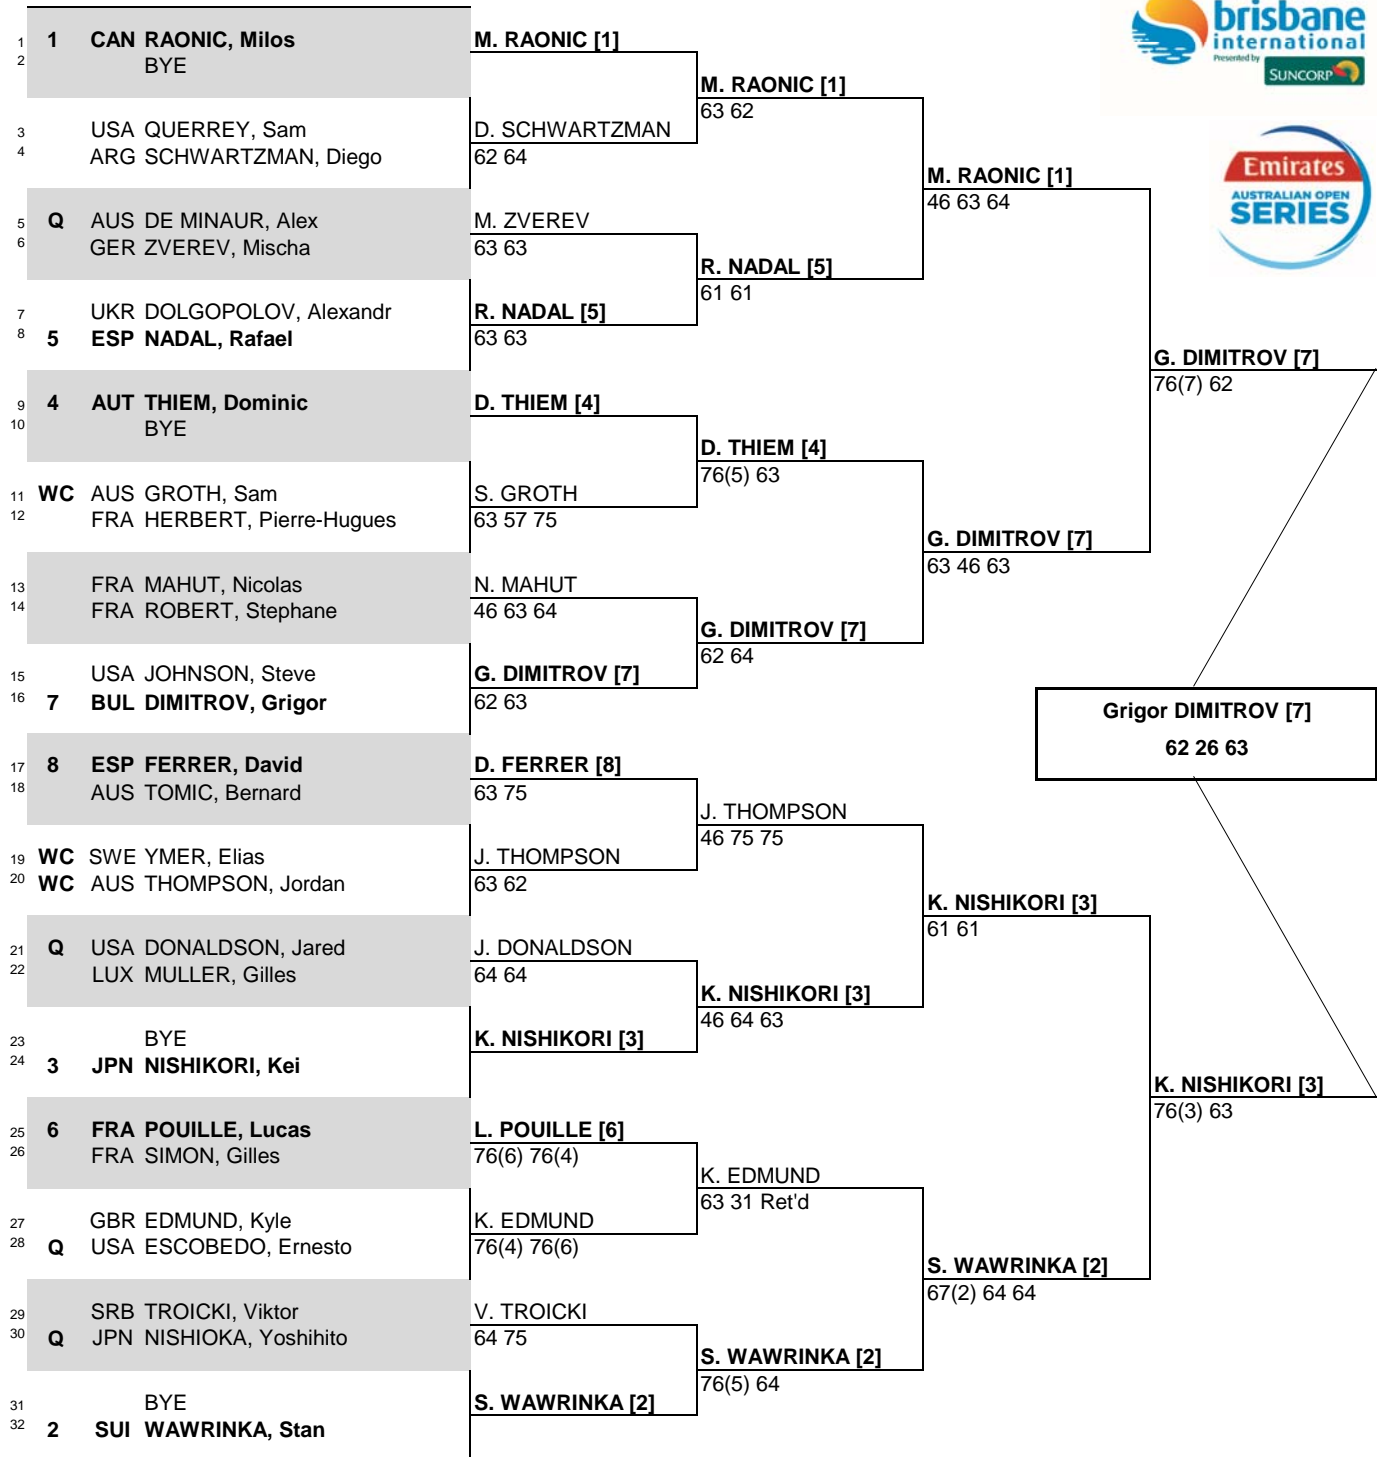 brisbane
international
Presented by
SUNCORP
Emirates
AUSTRALIAN OPEN
SERIES
1 1 CAN RAONIC, Milos
2 BYE
3 USA QUERREY, Sam
4 ARG SCHWARTZMAN, Diego
5 Q AUS DE MINAUR, Alex
6 GER ZVEREV, Mischa
7 UKR DOLGOPOLOV, Alexandr
8 5 ESP NADAL, Rafael
9 4 AUT THIEM, Dominic
10 BYE
11 WC AUS GROTH, Sam
12 FRA HERBERT, Pierre-Hugues
13 FRA MAHUT, Nicolas
14 FRA ROBERT, Stephane
15 USA JOHNSON, Steve
16 7 BUL DIMITROV, Grigor
17 8 ESP FERRER, David
18 AUS TOMIC, Bernard
19 WC SWE YMER, Elias
20 WC AUS THOMPSON, Jordan
21 Q USA DONALDSON, Jared
22 LUX MULLER, Gilles
23 BYE
24 3 JPN NISHIKORI, Kei
25 6 FRA POUILLE, Lucas
26 FRA SIMON, Gilles
27 GBR EDMUND, Kyle
28 Q USA ESCOBEDO, Ernesto
29 SRB TROICKI, Viktor
30 Q JPN NISHIOKA, Yoshihito
31 BYE
32 2 SUI WAWRINKA, Stan
M. RAONIC [1]
D. SCHWARTZMAN
62 64
M. ZVEREV
63 63
R. NADAL [5]
63 63
D. THIEM [4]
S. GROTH
63 57 75
N. MAHUT
46 63 64
G. DIMITROV [7]
62 63
D. FERRER [8]
63 75
J. THOMPSON
63 62
J. DONALDSON
64 64
K. NISHIKORI [3]
L. POUILLE [6]
76(6) 76(4)
K. EDMUND
76(4) 76(6)
V. TROICKI
64 75
S. WAWRINKA [2]
M. RAONIC [1]
63 62
R. NADAL [5]
61 61
D. THIEM [4]
76(5) 63
G. DIMITROV [7]
62 64
J. THOMPSON
46 75 75
K. NISHIKORI [3]
46 64 63
K. EDMUND
63 31 Ret'd
S. WAWRINKA [2]
76(5) 64
M. RAONIC [1]
46 63 64
G. DIMITROV [7]
63 46 63
K. NISHIKORI [3]
61 61
S. WAWRINKA [2]
67(2) 64 64
G. DIMITROV [7]
76(7) 62
K. NISHIKORI [3]
76(3) 63
Grigor DIMITROV [7]
62 26 63